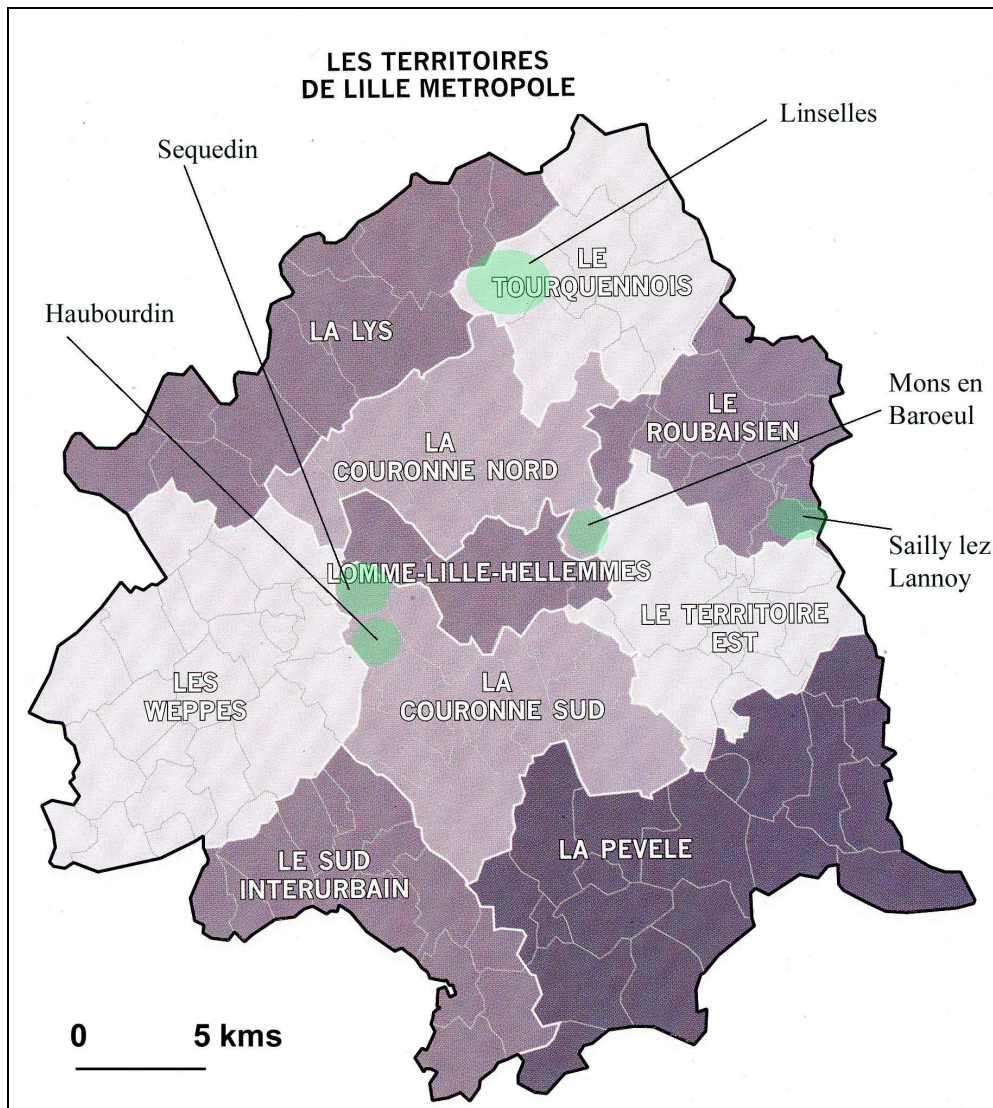 LES TERRITOIRES
DE LILLE METROPOLE
Linselles
Sequedin
Haubourdin
LE
TOURQUENNOIS
LA LYS
Mons en
Baroeul
LE
ROUBAISIEN
LA
COURONNE NORD
Sailly lez
Lannoy
LOMME-LILLE-HELLEMMES
LE TERRITOIRE
EST
LES
WEPPES
LA
COURONNE SUD
LA PEVELE
LE SUD
INTERURBAIN
0 5 kms